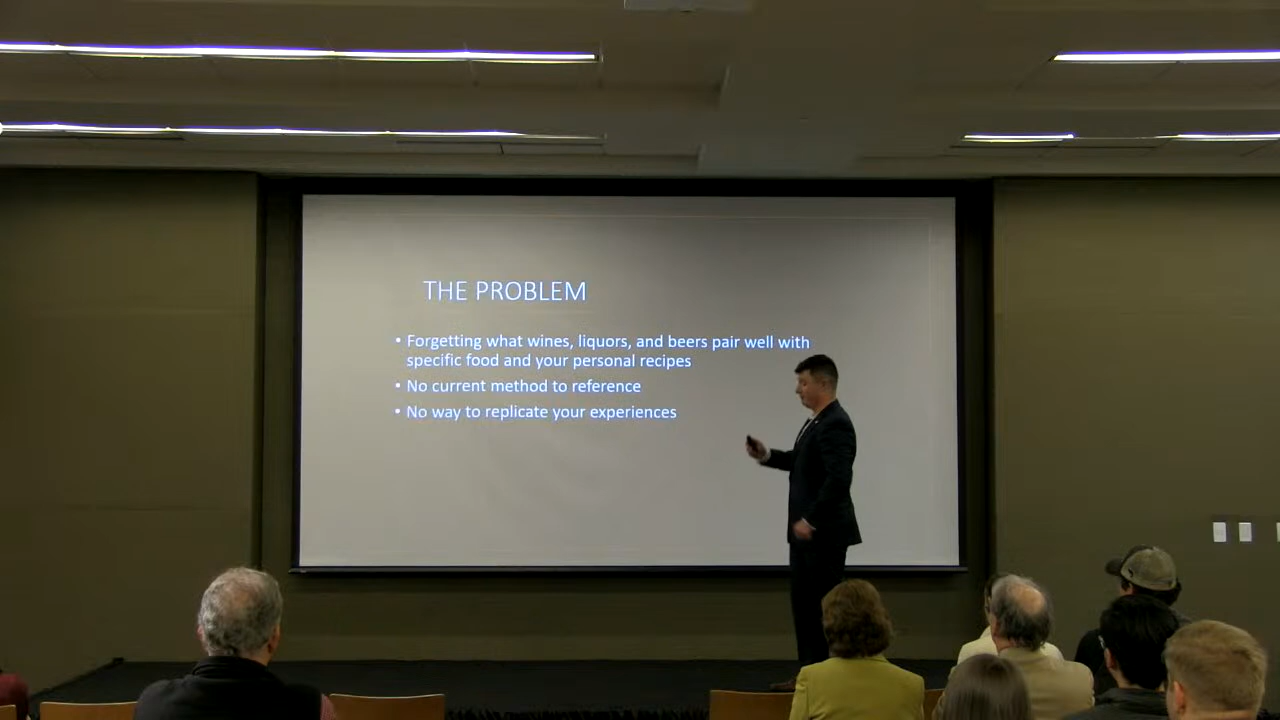 THE PROBLEM
• Forgetting what wines, liquors, and beers pair well with
specific food and your personal recipes
• No current method to reference
• No way to replicate your experiences